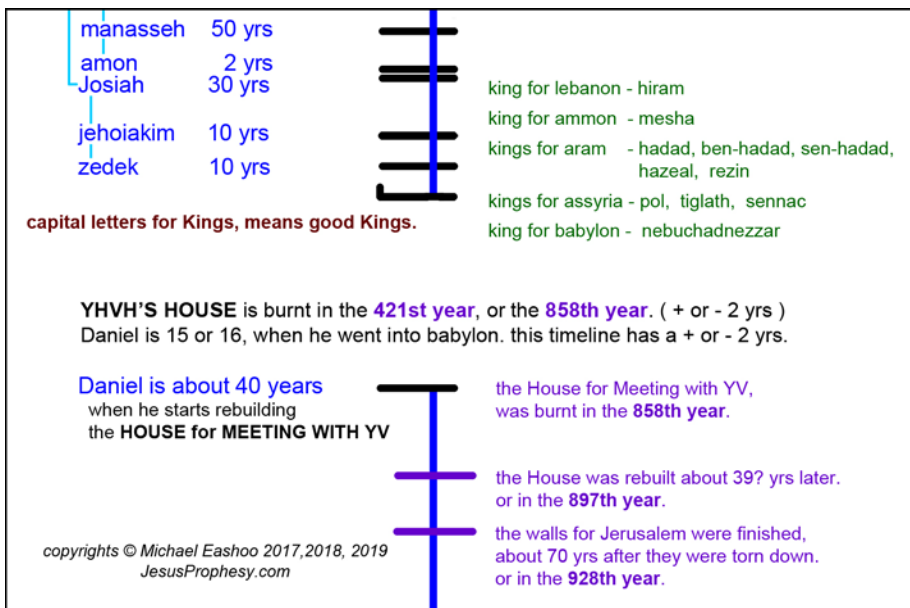 manasseh 50 yrs
amon 2 yrs
Josiah 30 yrs
jehoiakim 10 yrs
zedek 10 yrs
king for lebanon - hiram
king for ammon - mesha
kings for aram - hadad, ben-hadad, sen-hadad,
hazeal, rezin
kings for assyria - pol, tiglath, sennac
king for babylon - nebuchadnezzar
capital letters for Kings, means good Kings.
YHVH'S HOUSE is burnt in the 421st year, or the 858th year. ( + or - 2 yrs )
Daniel is 15 or 16, when he went into babylon. this timeline has a + or - 2 yrs.
Daniel is about 40 years
when he starts rebuilding
the HOUSE for MEETING WITH YV
the House for Meeting with YV,
was burnt in the 858th year.
the House was rebuilt about 39? yrs later.
or in the 897th year.
the walls for Jerusalem were finished,
about 70 yrs after they were torn down.
or in the 928th year.
copyrights © Michael Eashoo 2017,2018, 2019
JesusProphesy.com